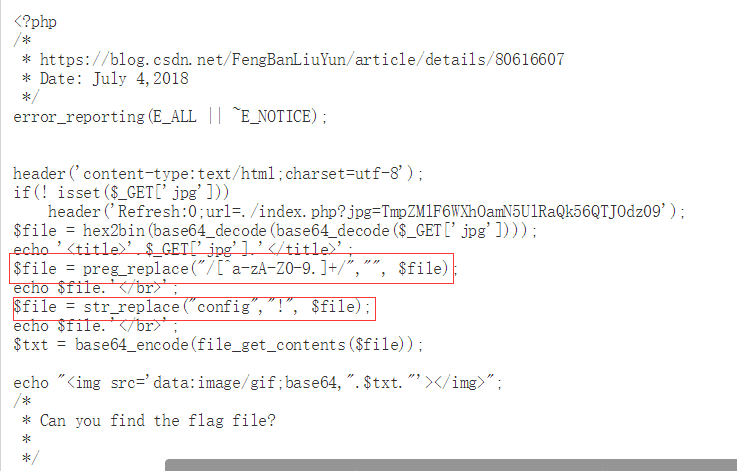 <?php
/*
 * https://blog.csdn.net/FengBanLiuYun/article/details/80616607
 * Date: July 4,2018
 */
error_reporting(E_ALL || ~E_NOTICE);
header('content-type:text/html;charset=utf-8');
if(! isset($_GET['jpg']))
    header('Refresh:0;url=./index.php?jpg=TmpZMlF6WXhOamN5UlRaQk56QTJOdz09');
$file = hex2bin(base64_decode(base64_decode($_GET['jpg'])));
echo '<title>'.$_GET['jpg'].'</title>';
$file = preg_replace("/[^a-zA-Z0-9.]+/","", $file);
echo $file.'</br>';
$file = str_replace("config","!", $file);
echo $file.'</br>';
$txt = base64_encode(file_get_contents($file));
echo "<img src='data:image/gif;base64,".$txt."'></img>";
/*
 * Can you find the flag file?
 *
 */